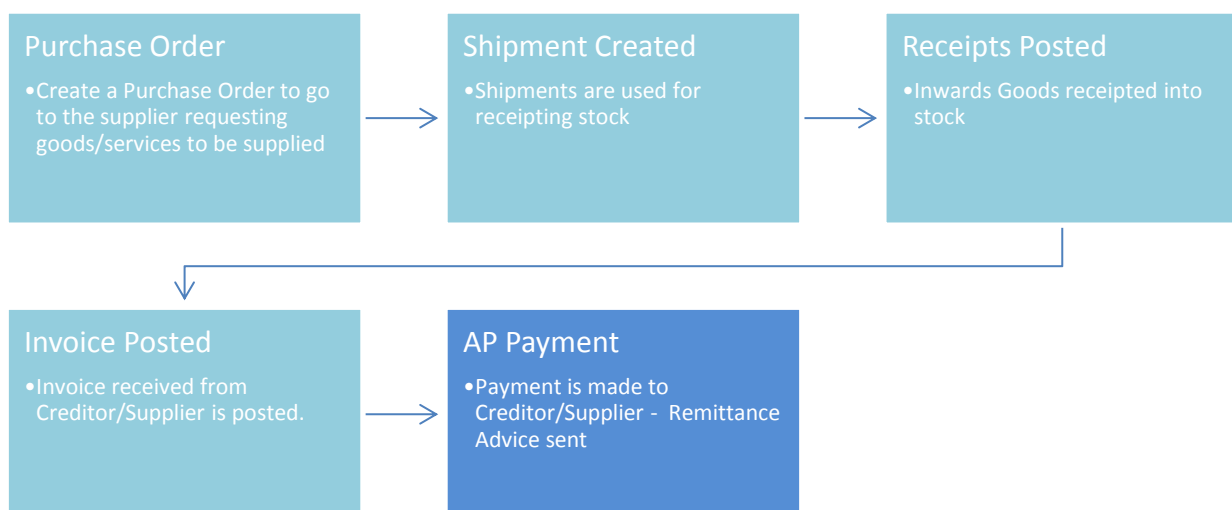 Purchase Order
•Create a Purchase Order to go
to the supplier requesting
goods/services to be supplied
Shipment Created
•Shipments are used for
receipting stock
Receipts Posted
•Inwards Goods receipted into
stock
Invoice Posted
•Invoice received from
Creditor/Supplier is posted.
AP Payment
•Payment is made to
Creditor/Supplier - Remittance
Advice sent